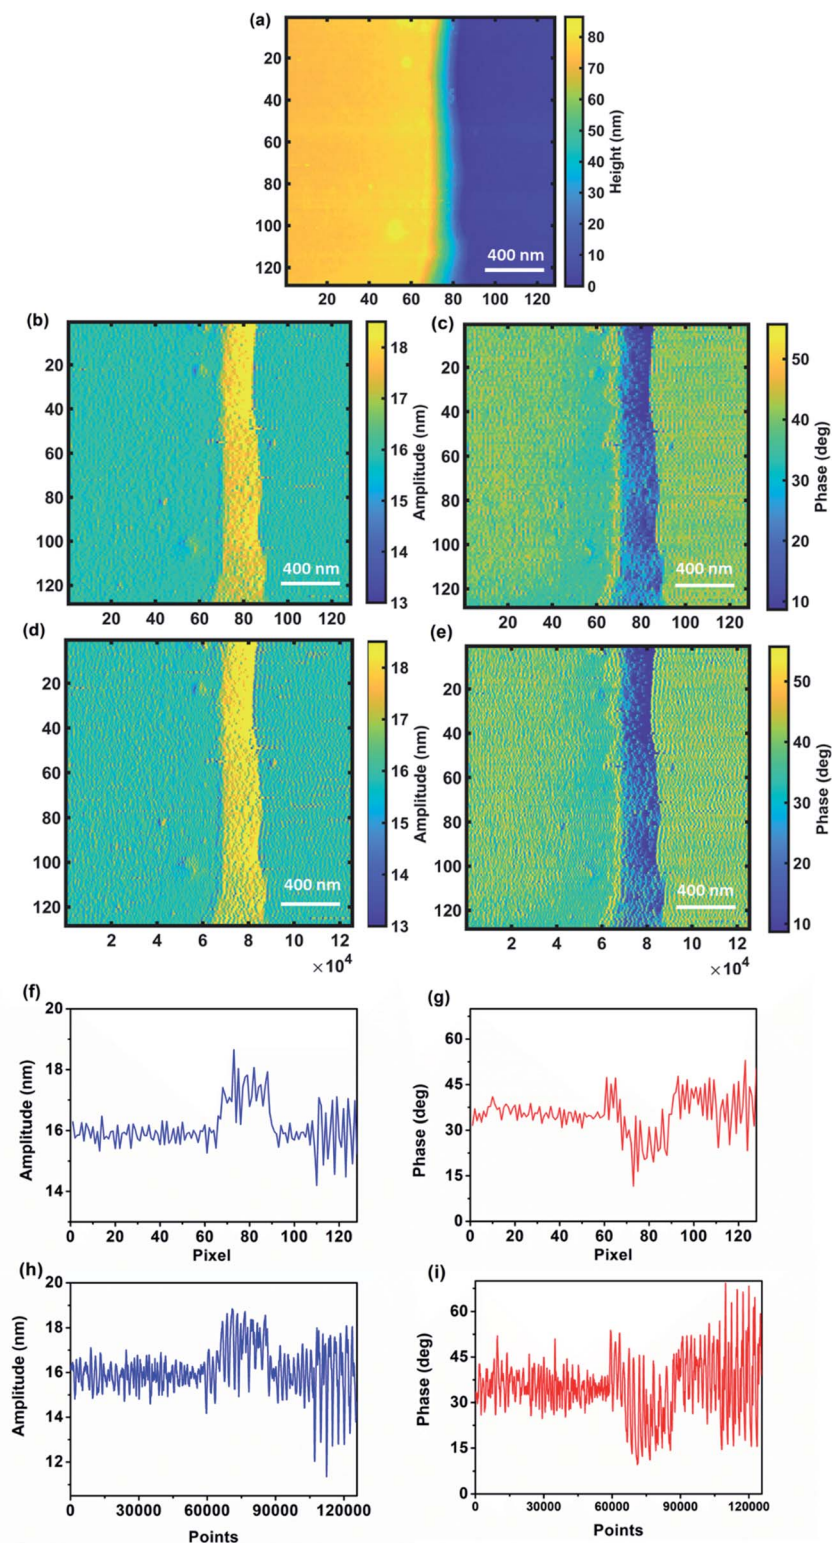 (a)
20
40
60
80
100
120
20 40 60 80 100 120
400 nm
80
70
60
50
40
30
20
10
0
Height (nm)
(b)
20
40
60
80
100
120
20 40 60 80 100 120
400 nm
18
17
16
15
14
13
Amplitude (nm)
(c)
20
40
60
80
100
120
20 40 60 80 100 120
400 nm
50
40
30
20
10
Phase (deg)
(d)
20
40
60
80
100
120
2 4 6 8 10 12
×10⁴
400 nm
18
17
16
15
14
13
Amplitude (nm)
(e)
20
40
60
80
100
120
2 4 6 8 10 12
×10⁴
400 nm
50
40
30
20
10
Phase (deg)
(f)
20
18
16
14
Amplitude (nm)
0 20 40 60 80 100 120
Pixel
(g)
60
45
30
15
0
Phase (deg)
0 20 40 60 80 100 120
Pixel
(h)
20
18
16
14
12
Amplitude (nm)
0 30000 60000 90000 120000
Points
(i)
60
45
30
15
0
Phase (deg)
0 30000 60000 90000 120000
Points